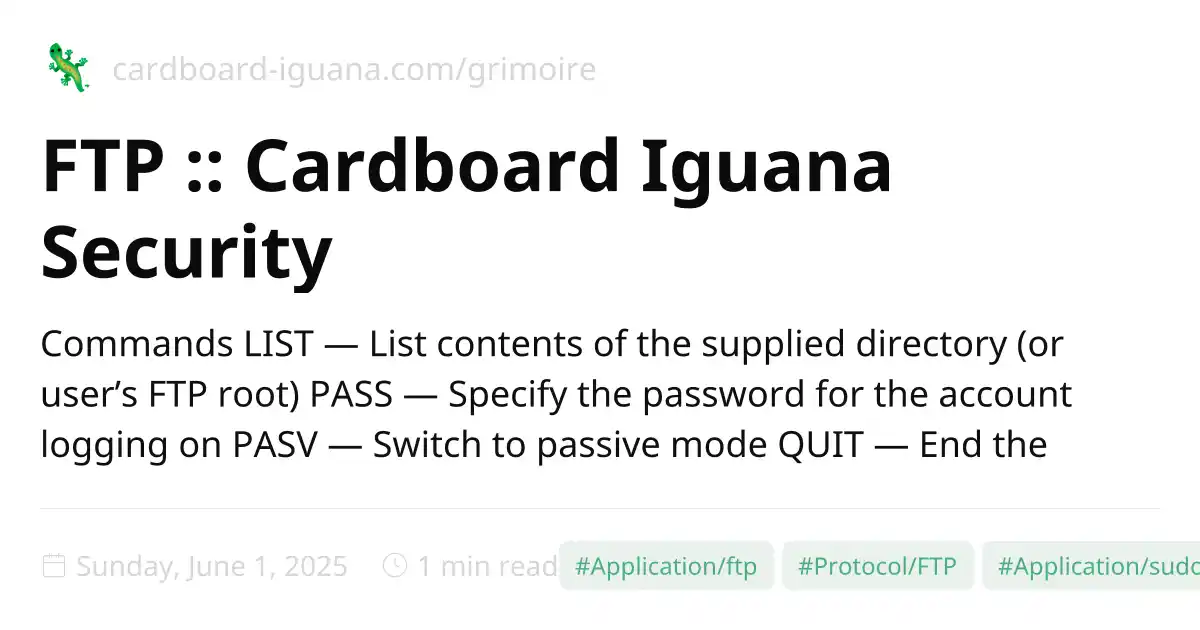 cardboard-iguana.com/grimoire
FTP :: Cardboard Iguana
Security
Commands LIST — List contents of the supplied directory (or
user’s FTP root) PASS — Specify the password for the account
logging on PASV — Switch to passive mode QUIT — End the
Sunday, June 1, 2025 1 min read #Application/ftp #Protocol/FTP #Application/sudo